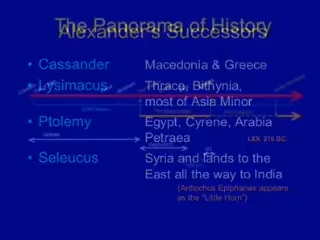 The Panorama of History
Alexander's Successors
• Cassander Macedonia & Greece
• Lysimacus Thrace, Bithynia,
most of Asia Minor
• Ptolemy Egypt, Cyrene, Arabia
Petraea
LXX 270 BC
• Seleucus Syria and lands to the
East all the way to India
(Antiochus Epiphanes appears
as the "Little Horn")